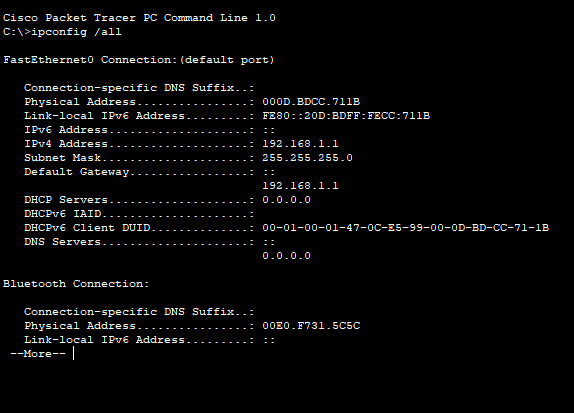 Cisco Packet Tracer PC Command Line 1.0
C:\>ipconfig /all
FastEthernet0 Connection:(default port)
Connection-specific DNS Suffix..:
Physical Address................: 000D.BDCC.711B
Link-local IPv6 Address.........: FE80::20D:BDFF:FECC:711B
IPv6 Address....................: ::
IPv4 Address....................: 192.168.1.1
Subnet Mask.....................: 255.255.255.0
Default Gateway.................: ::
192.168.1.1
DHCP Servers....................: 0.0.0.0
DHCPv6 IAID.....................:
DHCPv6 Client DUID..............: 00-01-00-01-47-0C-E5-99-00-0D-BD-CC-71-1B
DNS Servers.....................: ::
0.0.0.0
Bluetooth Connection:
Connection-specific DNS Suffix..:
Physical Address................: 00E0.F731.5C5C
Link-local IPv6 Address.........: ::
--More--